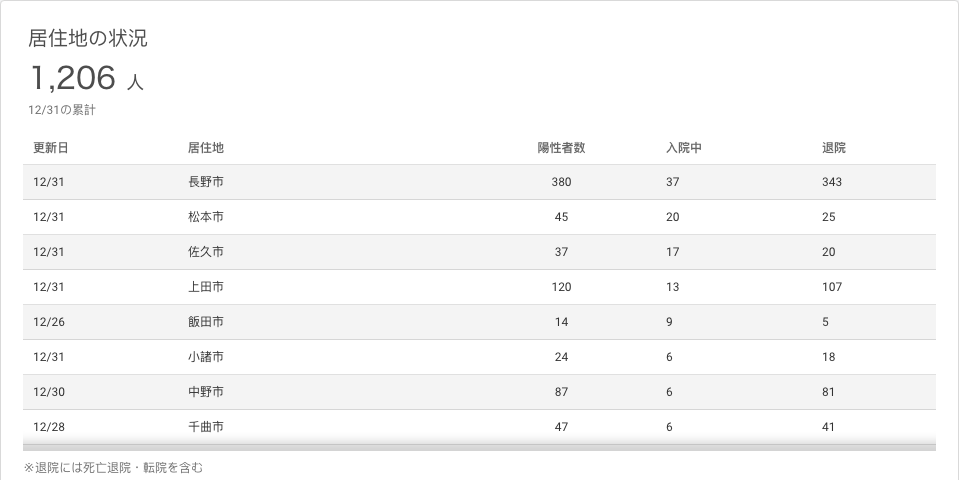 居住地の状況
1,206 人
12/31の累計
更新日 居住地 陽性者数 入院中 退院
12/31 長野市 380 37 343
12/31 松本市 45 20 25
12/31 佐久市 37 17 20
12/31 上田市 120 13 107
12/26 飯田市 14 9 5
12/31 小諸市 24 6 18
12/30 中野市 87 6 81
12/28 千曲市 47 6 41
※退院には死亡退院・転院を含む